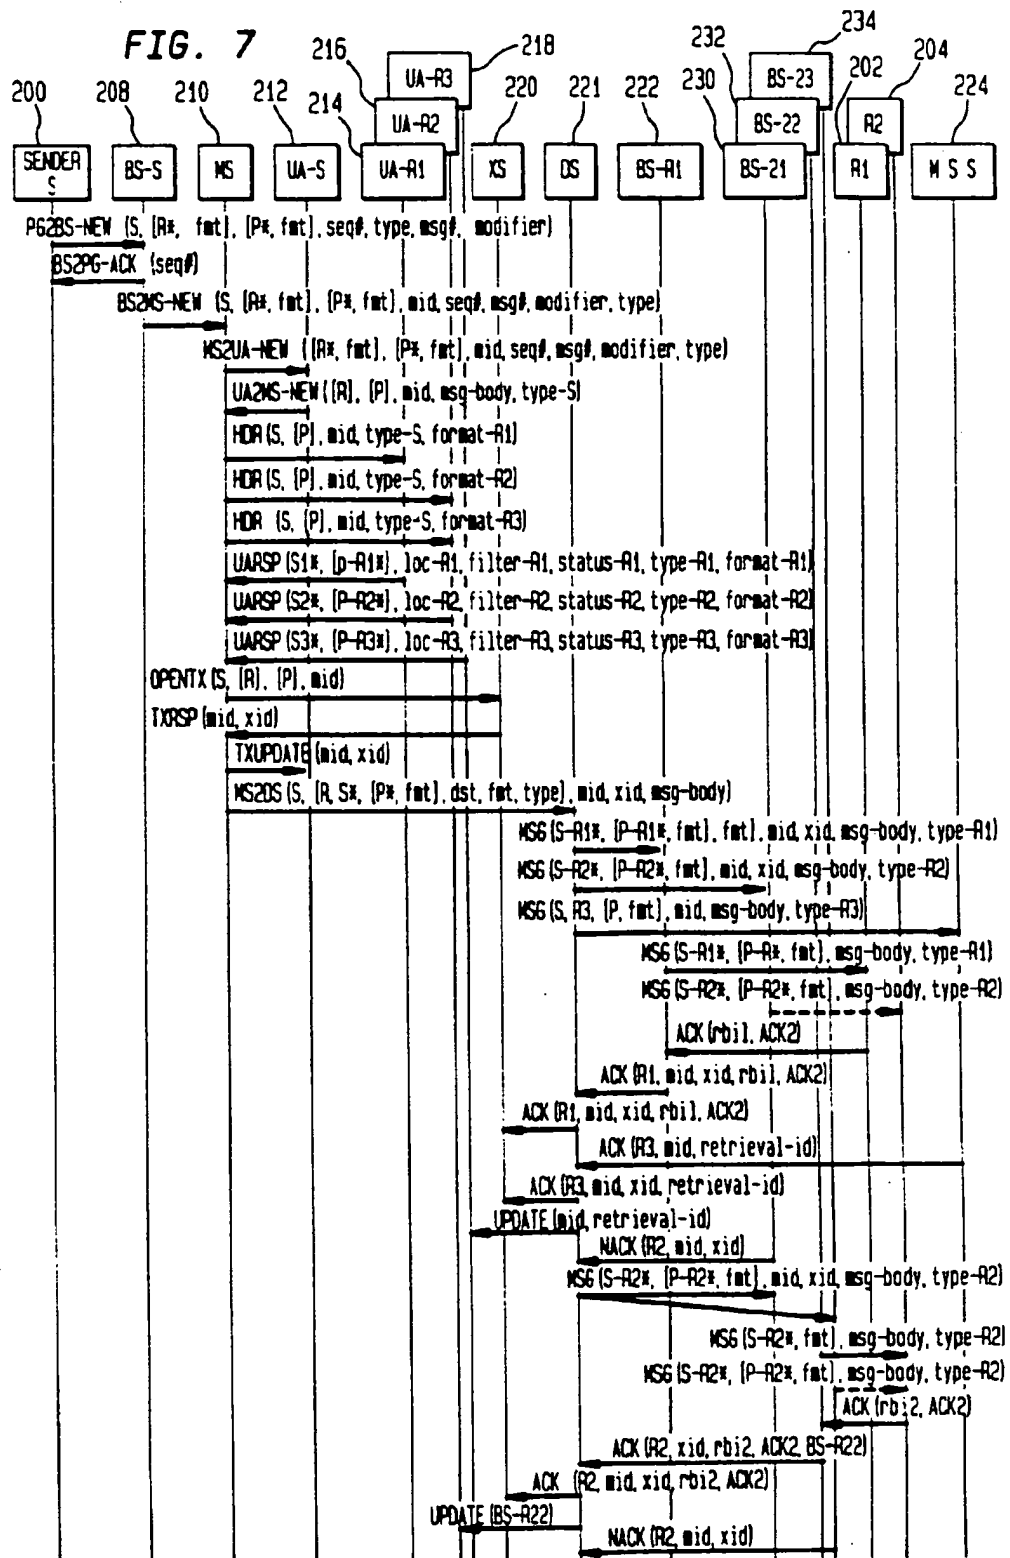 FIG. 7
200
208
210
212
216
214
218
220
221
222
232
230
234
202
204
224
UA-R3
UA-R2
BS-23
BS-22
R2
SENDER
S
BS-S
MS
UA-S
UA-R1
XS
DS
BS-R1
BS-21
R1
M S S
PG2BS-NEW (S, [R*, fmt], [P*, fmt], seq#, type, msg#, modifier)
BS2PG-ACK (seq#)
BS2MS-NEW (S, [R*, fmt], [P*, fmt], mid, seq#, msg#, modifier, type)
MS2UA-NEW ([R*, fmt], [P*, fmt], mid, seq#, msg#, modifier, type)
UA2MS-NEW ([R], [P], mid, msg-body, type-S)
HDR (S, [P], mid, type-S, format-R1)
HDR (S, [P], mid, type-S, format-R2)
HDR (S, [P], mid, type-S, format-R3)
UARSP (S1*, [p-R1*], loc-R1, filter-R1, status-R1, type-R1, format-R1)
UARSP (S2*, [P-R2*], loc-R2, filter-R2, status-R2, type-R2, format-R2)
UARSP (S3*, [P-R3*], loc-R3, filter-R3, status-R3, type-R3, format-R3)
OPENTX (S, [R], [P], mid)
TXRSP (mid, xid)
TXUPDATE (mid, xid)
MS2DS (S, [R, S*, [P*, fmt], dst, fmt, type], mid, xid, msg-body)
MSG (S-R1*, [P-R1*, fmt], fmt], mid, xid, msg-body, type-R1)
MSG (S-R2*, [P-R2*, fmt], mid, xid, msg-body, type-R2)
MSG (S, R3, [P, fmt], mid, msg-body, type-R3)
MSG (S-R1*, [P-R*, fmt], msg-body, type-R1)
MSG (S-R2*, [P-R2*, fmt], msg-body, type-R2)
ACK (rbi1, ACK2)
ACK (R1, mid, xid, rbi1, ACK2)
ACK (R1, mid, xid, rbi1, ACK2)
ACK (R3, mid, retrieval-id)
ACK (R3, mid, xid, retrieval-id)
UPDATE (mid, retrieval-id)
NACK (R2, mid, xid)
MSG (S-R2*, [P-R2*, fmt], mid, xid, msg-body, type-R2)
MSG (S-R2*, fmt], msg-body, type-R2)
MSG (S-R2*, [P-R2*, fmt], msg-body, type-R2)
ACK (rbi2, ACK2)
ACK (R2, xid, rbi2, ACK2, BS-R22)
ACK (R2, mid, xid, rbi2, ACK2)
UPDATE (BS-R22)
NACK (R2, mid, xid)